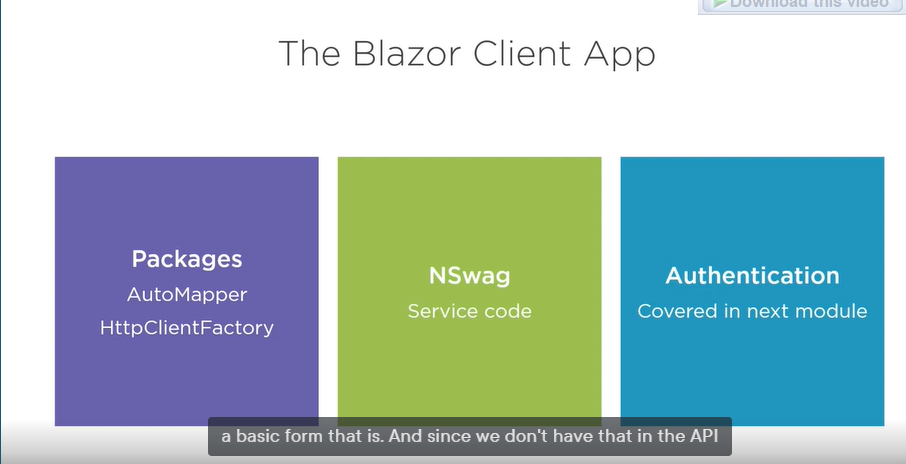 Download this video
The Blazor Client App
Packages
AutoMapper
HttpClientFactory
NSwag
Service code
Authentication
Covered in next module
a basic form that is. And since we don't have that in the API